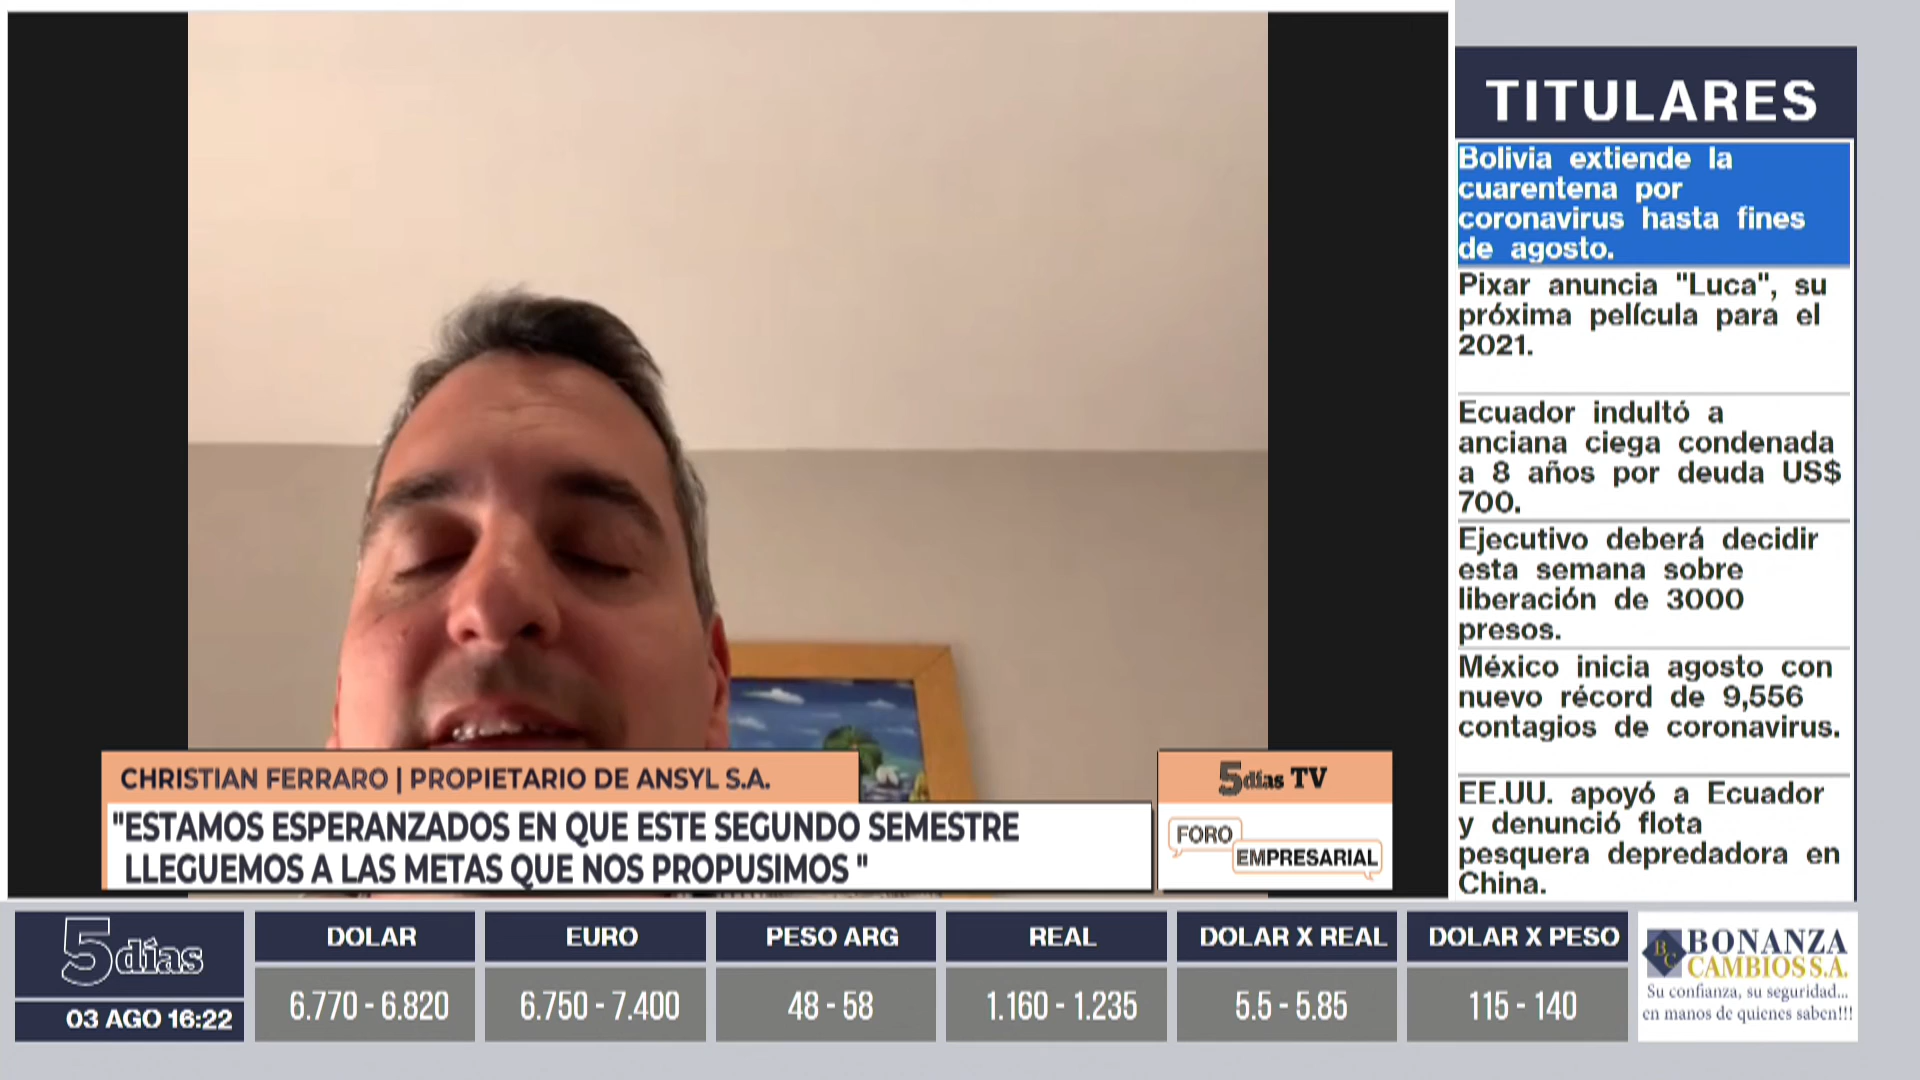 TITULARES
Bolivia extiende la
cuarentena por
coronavirus hasta fines
de agosto.
Pixar anuncia "Luca", su
próxima película para el
2021.
Ecuador indultó a
anciana ciega condenada
a 8 años por deuda US$
700.
Ejecutivo deberá decidir
esta semana sobre
liberación de 3000
presos.
México inicia agosto con
nuevo récord de 9,556
contagios de coronavirus.
EE.UU. apoyó a Ecuador
y denunció flota
pesquera depredadora en
China.
CHRISTIAN FERRARO | PROPIETARIO DE ANSYL S.A.
"ESTAMOS ESPERANZADOS EN QUE ESTE SEGUNDO SEMESTRE
LLEGUEMOS A LAS METAS QUE NOS PROPUSIMOS "
5días TV
FORO
EMPRESARIAL
5días
03 AGO 16:22
DOLAR
6.770 - 6.820
EURO
6.750 - 7.400
PESO ARG
48 - 58
REAL
1.160 - 1.235
DOLAR X REAL
5.5 - 5.85
DOLAR X PESO
115 - 140
BC BONANZA
CAMBIOS S.A.
Su confianza, su seguridad...
en manos de quienes saben!!!